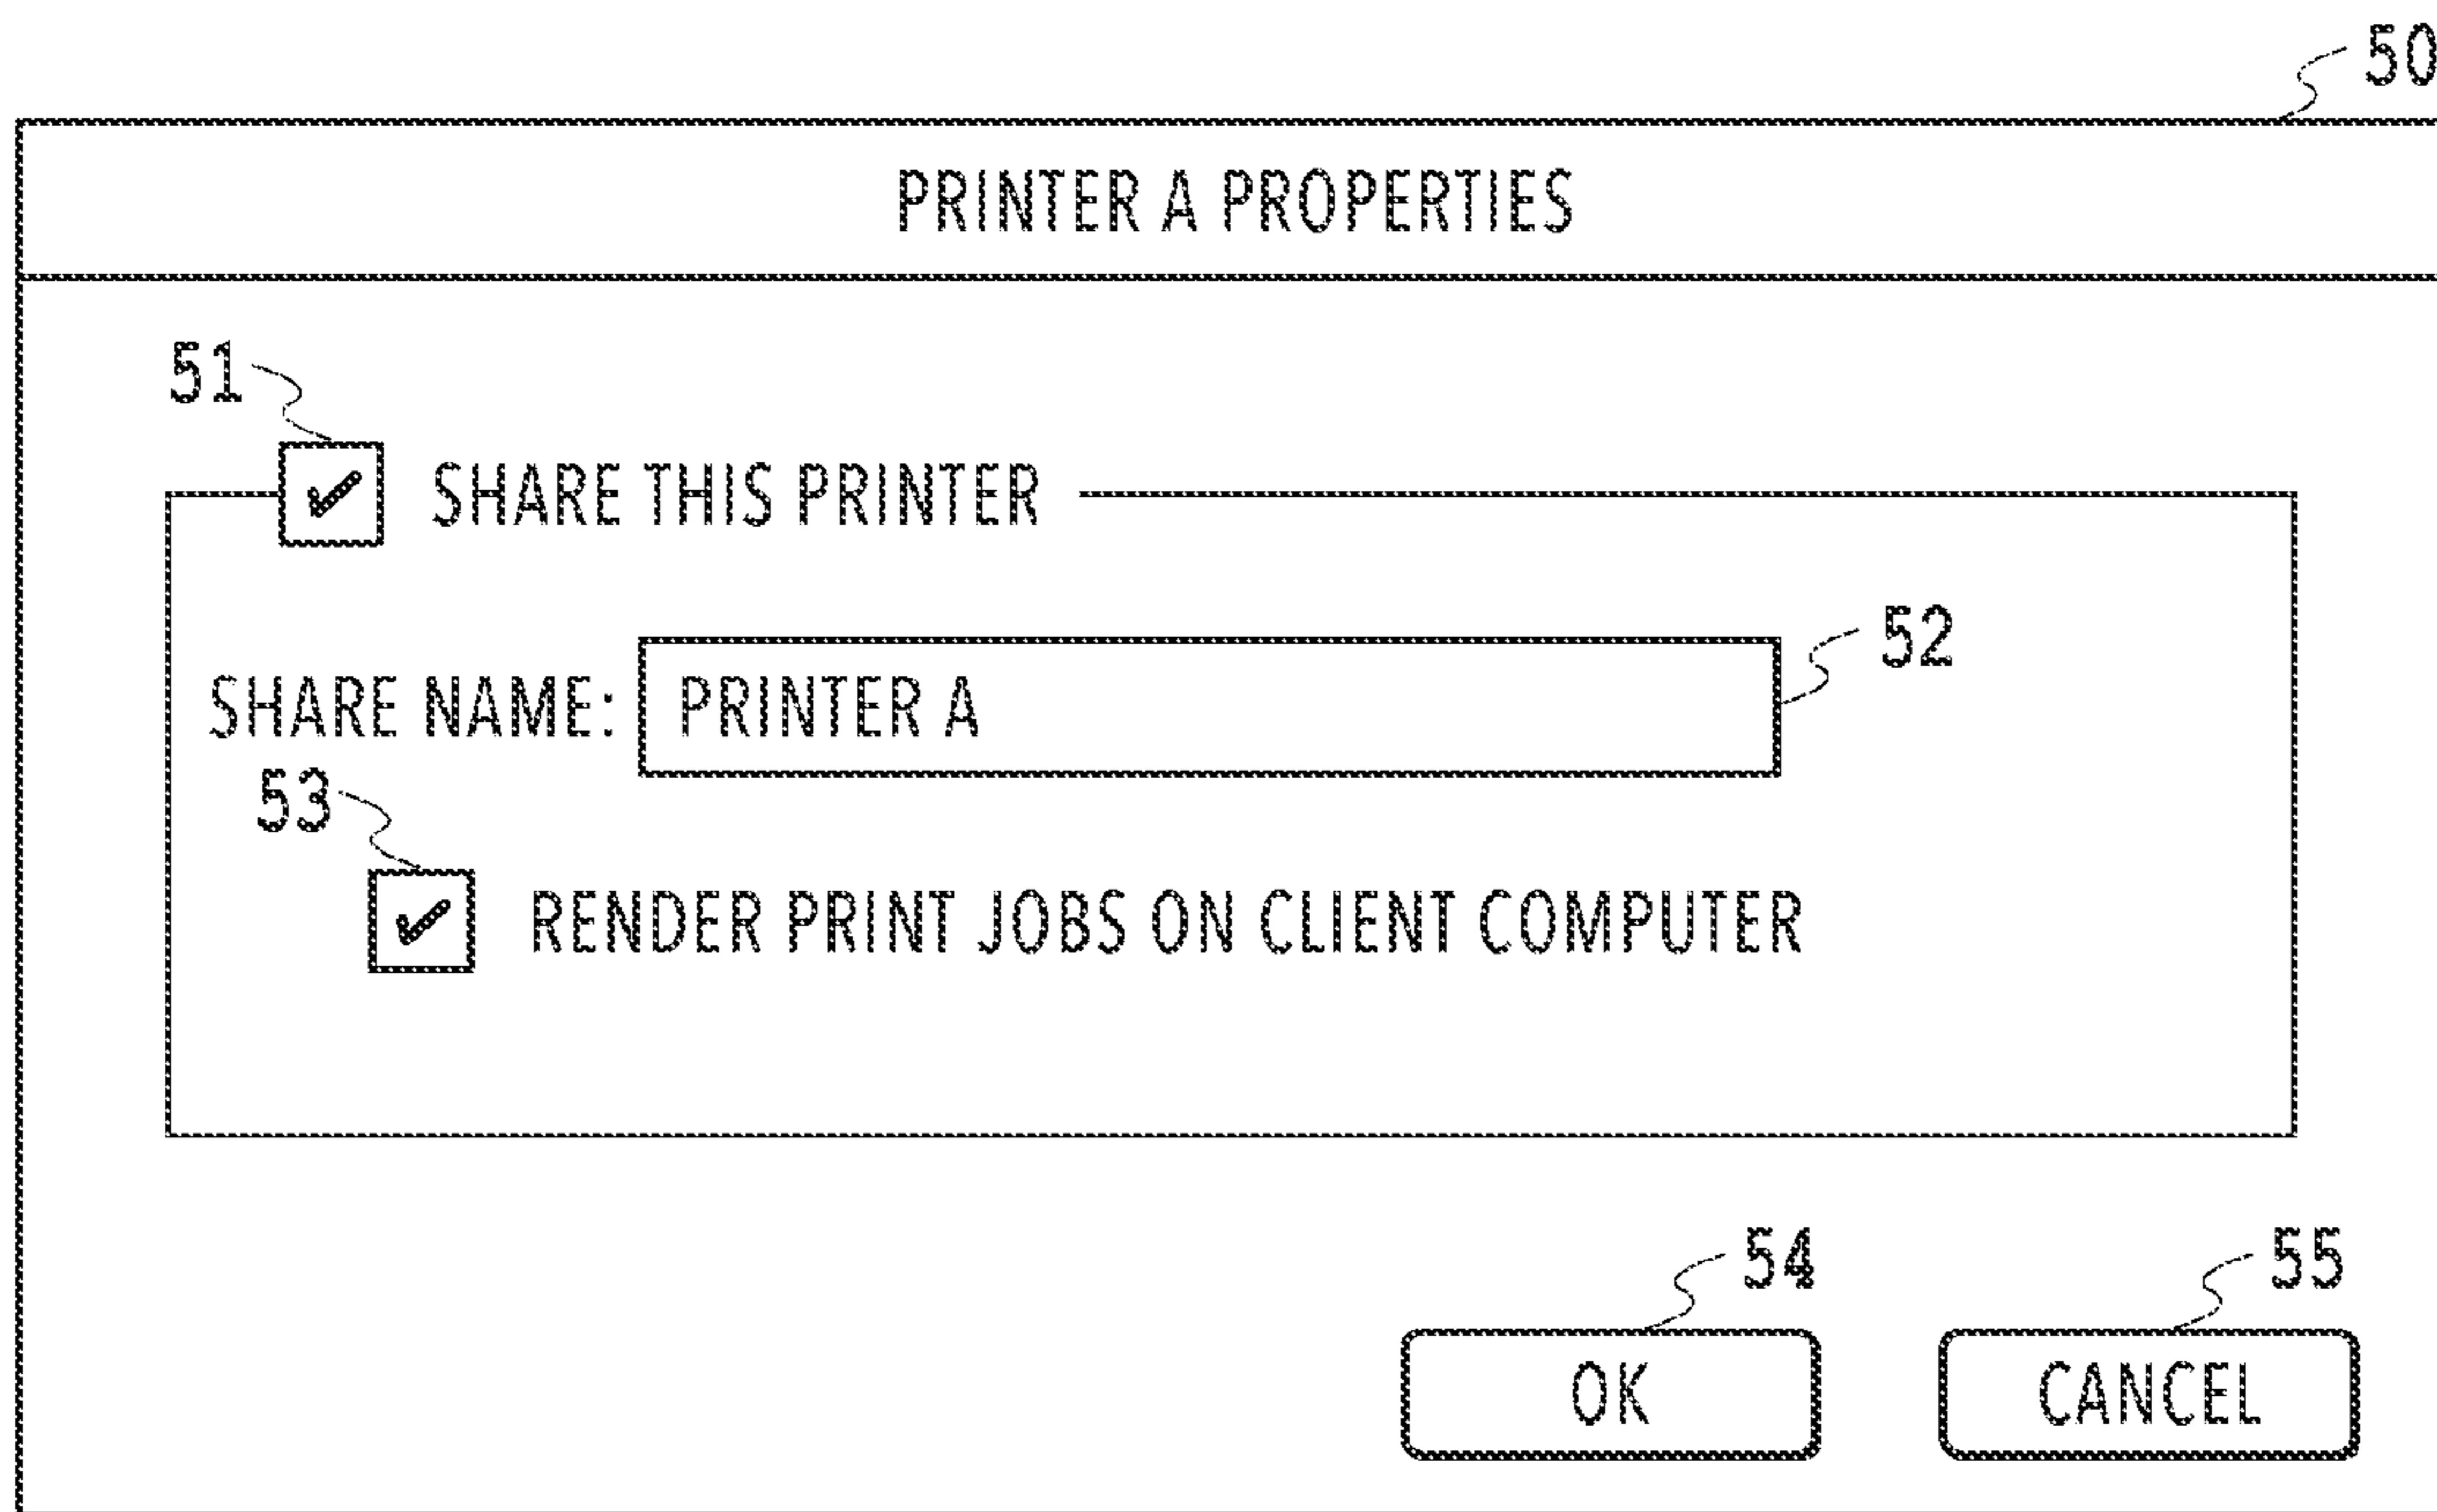 50
PRINTER A PROPERTIES
51
SHARE THIS PRINTER
52
SHARE NAME: PRINTER A
53
RENDER PRINT JOBS ON CLIENT COMPUTER
54 55
OK CANCEL